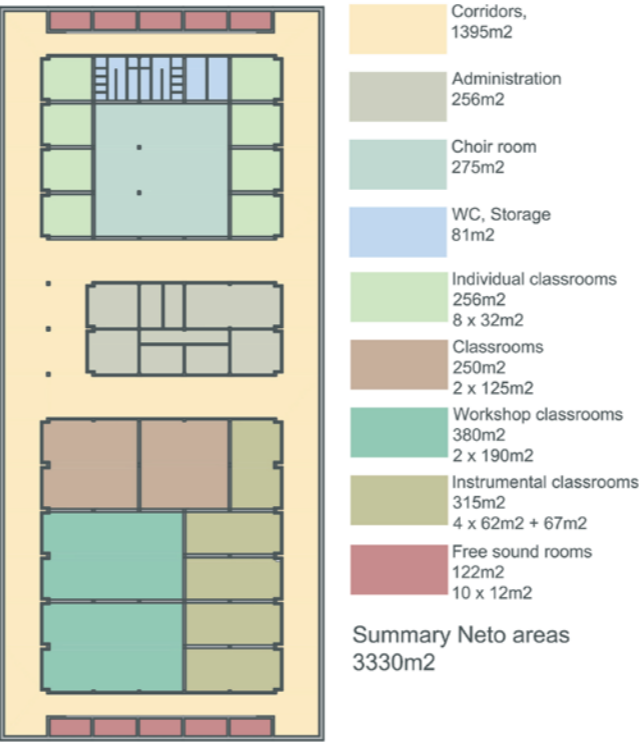 Corridors,
1395m2
Administration
256m2
Choir room
275m2
WC, Storage
81m2
Individual classrooms
256m2
8 x 32m2
Classrooms
250m2
2 x 125m2
Workshop classrooms
380m2
2 x 190m2
Instrumental classrooms
315m2
4 x 62m2 + 67m2
Free sound rooms
122m2
10 x 12m2
Summary Neto areas
3330m2